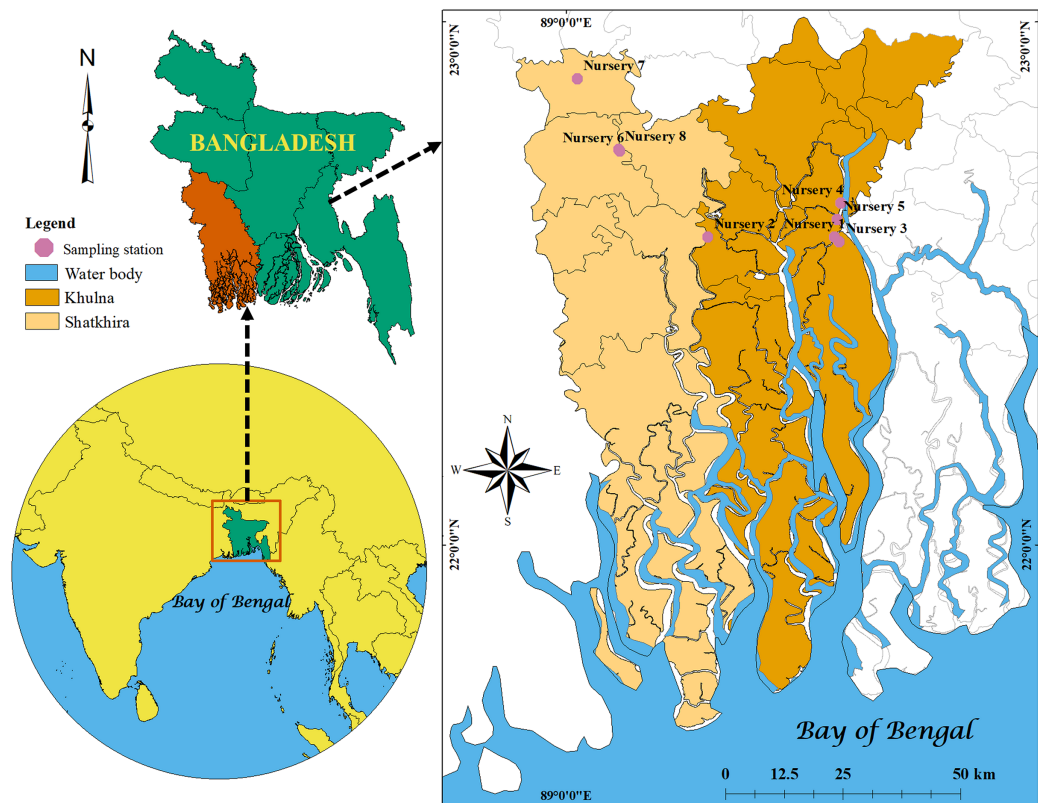 N
BANGLADESH
Legend
Sampling station
Water body
Khulna
Shatkhira
Bay of Bengal
89°0'0"E
23°0'0"N
23°0'0"N
Nursery 7
Nursery 6
Nursery 8
Nursery 4
Nursery 5
Nursery 2
Nursery 1
Nursery 3
N
W
E
S
22°0'0"N
22°0'0"N
Bay of Bengal
0
12.5
25
50 km
89°0'0"E